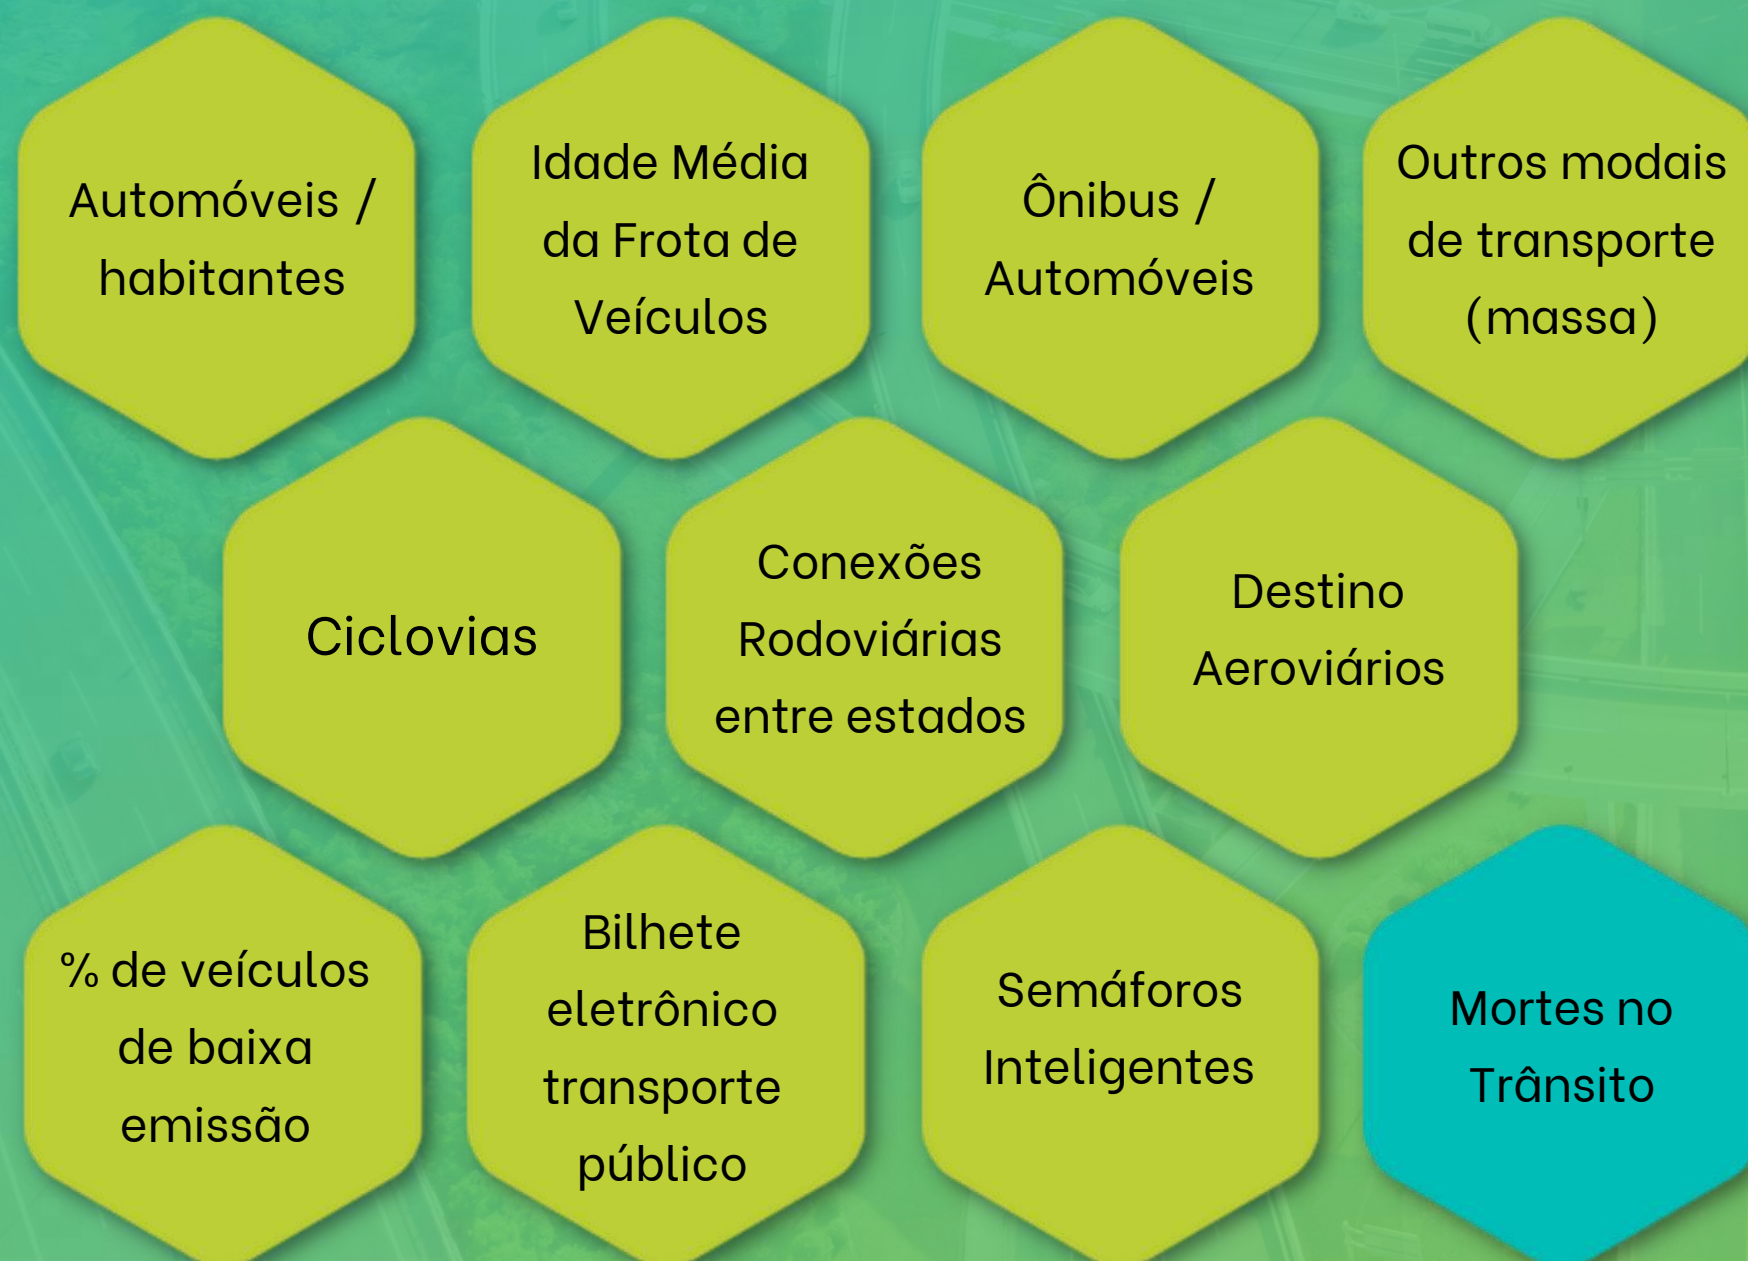 Automóveis /
habitantes
Idade Média
da Frota de
Veículos
Ônibus /
Automóveis
Outros modais
de transporte
(massa)
Ciclovias
Conexões
Rodoviárias
entre estados
Destino
Aeroviários
% de veículos
de baixa
emissão
Bilhete
eletrônico
transporte
público
Semáforos
Inteligentes
Mortes no
Trânsito